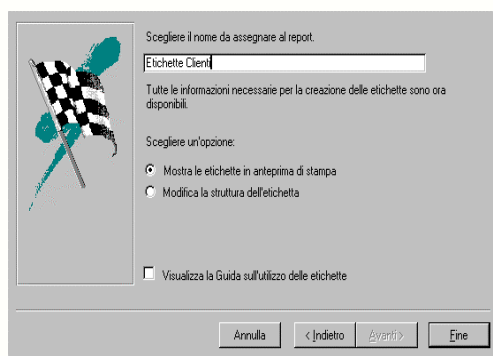 Scegliere il nome da assegnare al report.
Etichette Clienti
Tutte le informazioni necessarie per la creazione delle etichette sono ora
disponibili.
Scegliere un'opzione:
Mostra le etichette in anteprima di stampa
Modifica la struttura dell'etichetta
Visualizza la Guida sull'utilizzo delle etichette
Annulla
< Indietro
Avanti >
Fine